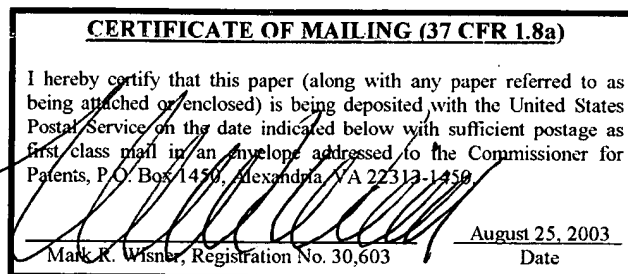 CERTIFICATE OF MAILING (37 CFR 1.8a)
I hereby certify that this paper (along with any paper referred to as
being attached or enclosed) is being deposited with the United States
Postal Service on the date indicated below with sufficient postage as
first class mail in an envelope addressed to the Commissioner for
Patents, P.O. Box 1450, Alexandria, VA 22313-1450.
August 25, 2003
Mark R. Wisner, Registration No. 30,603 Date